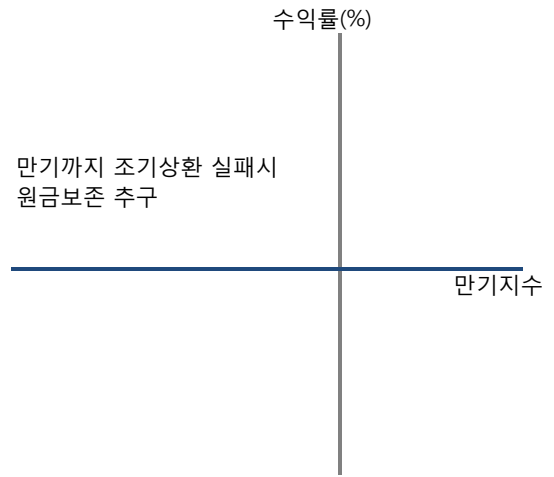 수익률(%)
만기까지 조기상환 실패시
원금보존 추구
만기지수